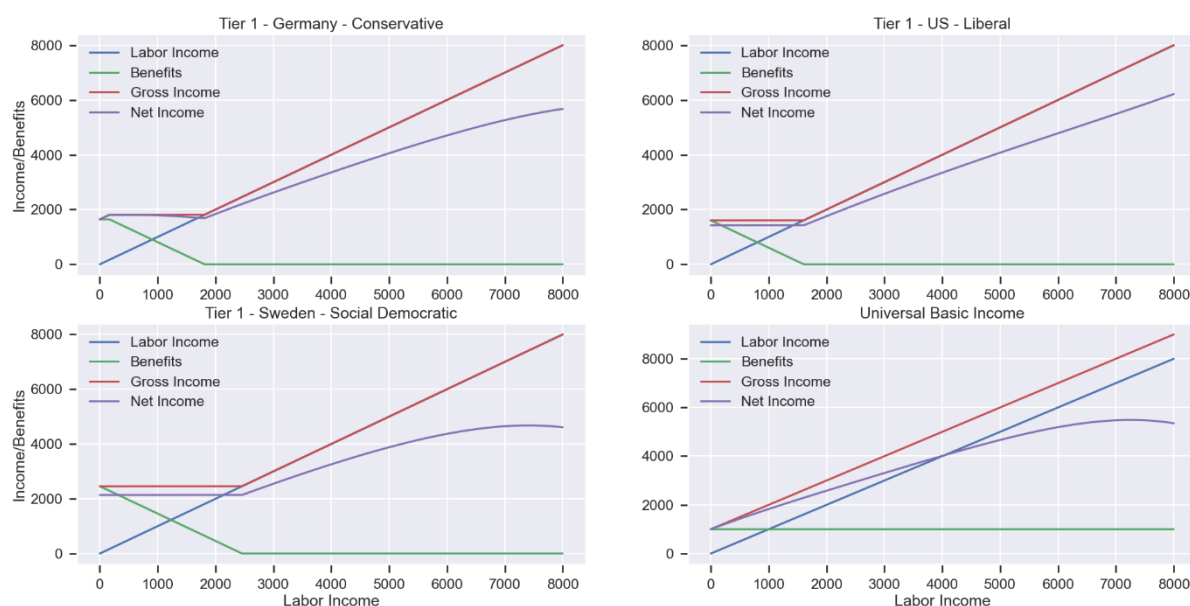 Tier 1 - Germany - Conservative
Labor Income
Benefits
Gross Income
Net Income
Income/Benefits
8000
6000
4000
2000
0
0 1000 2000 3000 4000 5000 6000 7000 8000
Tier 1 - US - Liberal
Labor Income
Benefits
Gross Income
Net Income
8000
6000
4000
2000
0
0 1000 2000 3000 4000 5000 6000 7000 8000
Tier 1 - Sweden - Social Democratic
Labor Income
Benefits
Gross Income
Net Income
Income/Benefits
8000
6000
4000
2000
0
0 1000 2000 3000 4000 5000 6000 7000 8000
Labor Income
Universal Basic Income
Labor Income
Benefits
Gross Income
Net Income
8000
6000
4000
2000
0
0 1000 2000 3000 4000 5000 6000 7000 8000
Labor Income